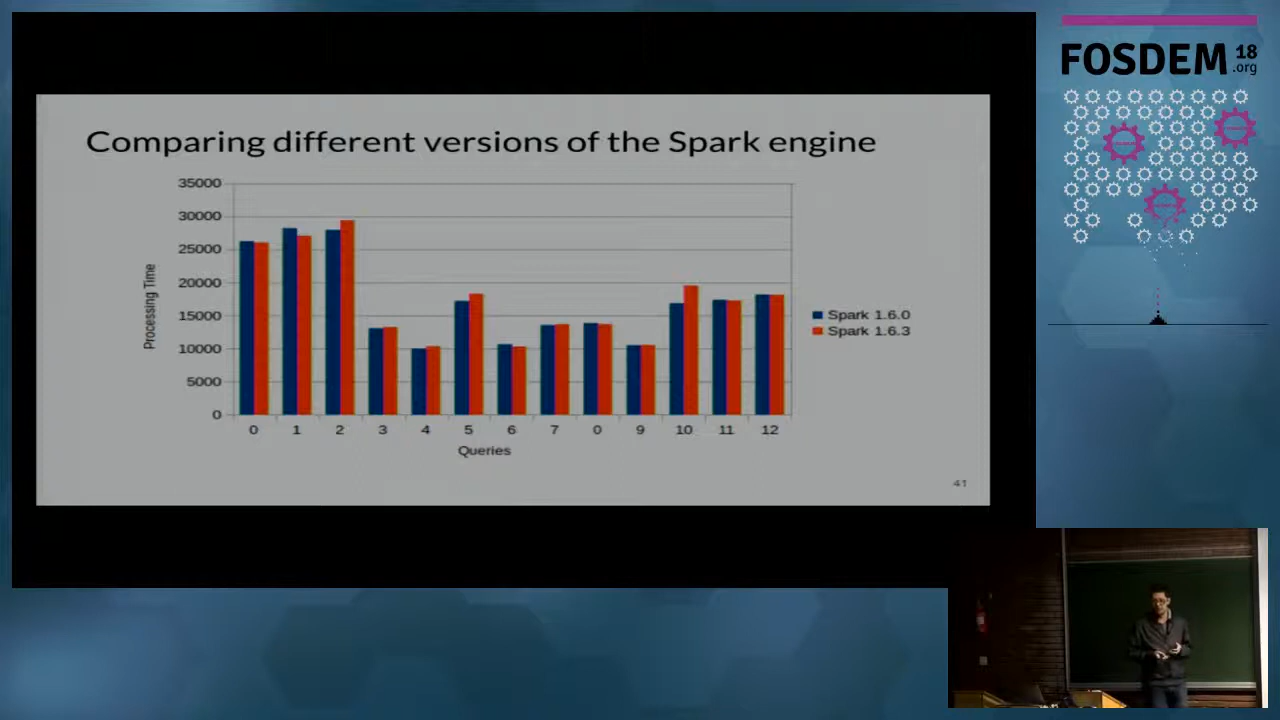 Comparing different versions of the Spark engine
35000
30000
25000
20000
15000
10000
5000
0
Processing Time
0 1 2 3 4 5 6 7 0 9 10 11 12
Queries
Spark 1.6.0
Spark 1.6.3
41
FOSDEM 18
.org